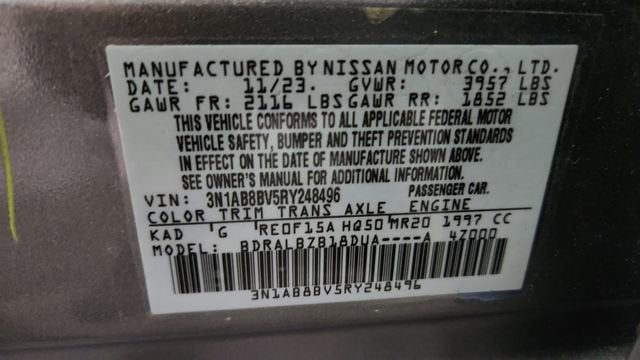 MANUFACTURED BY NISSAN MOTOR CO., LTD.
DATE: 11/23. GVWR: 3957 LBS
GAWR FR: 2116 LBS GAWR RR: 1852 LBS
THIS VEHICLE CONFORMS TO ALL APPLICABLE FEDERAL MOTOR
VEHICLE SAFETY, BUMPER AND THEFT PREVENTION STANDARDS
IN EFFECT ON THE DATE OF MANUFACTURE SHOWN ABOVE.
SEE OWNER'S MANUAL FOR ADDITIONAL INFORMATION.
VIN: 3N1AB8BV5RY248496 PASSENGER CAR.
COLOR TRIM TRANS AXLE ENGINE
KAD G RE0F15A HQ50 MR20 1997 CC
BDRALBZB18DUA----A 47000
3N1AB8BV5RY248496